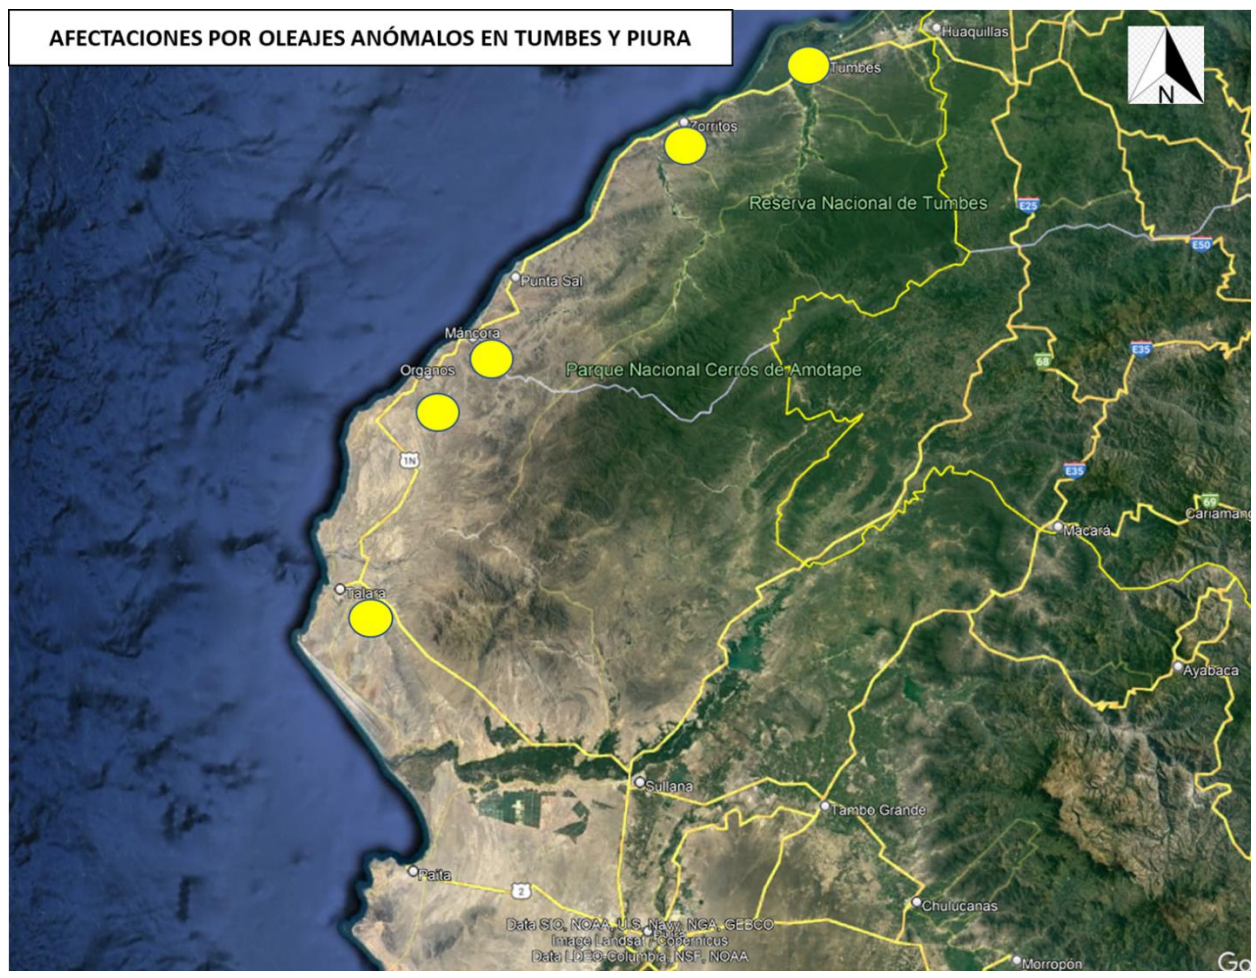 AFECTACIONES POR OLEAJES ANÓMALOS EN TUMBES Y PIURA
Huaquillas
N
Tumbes
Zorritos
Reserva Nacional de Tumbes
E25
E50
Punta Sal
Máncora
E35
68
Organos
Parque Nacional Cerros de Amotape
1N
E35
69
Cariamang
Macará
Talara
Ayabaca
Sullana
Tambo Grande
Paita
2
Chulucanas
Data SIO, NOAA, U.S. Navy, NGA, GEBCO
Image Landsat / Copernicus
Data LDEO-Columbia, NSF, NOAA
Morropón
Go